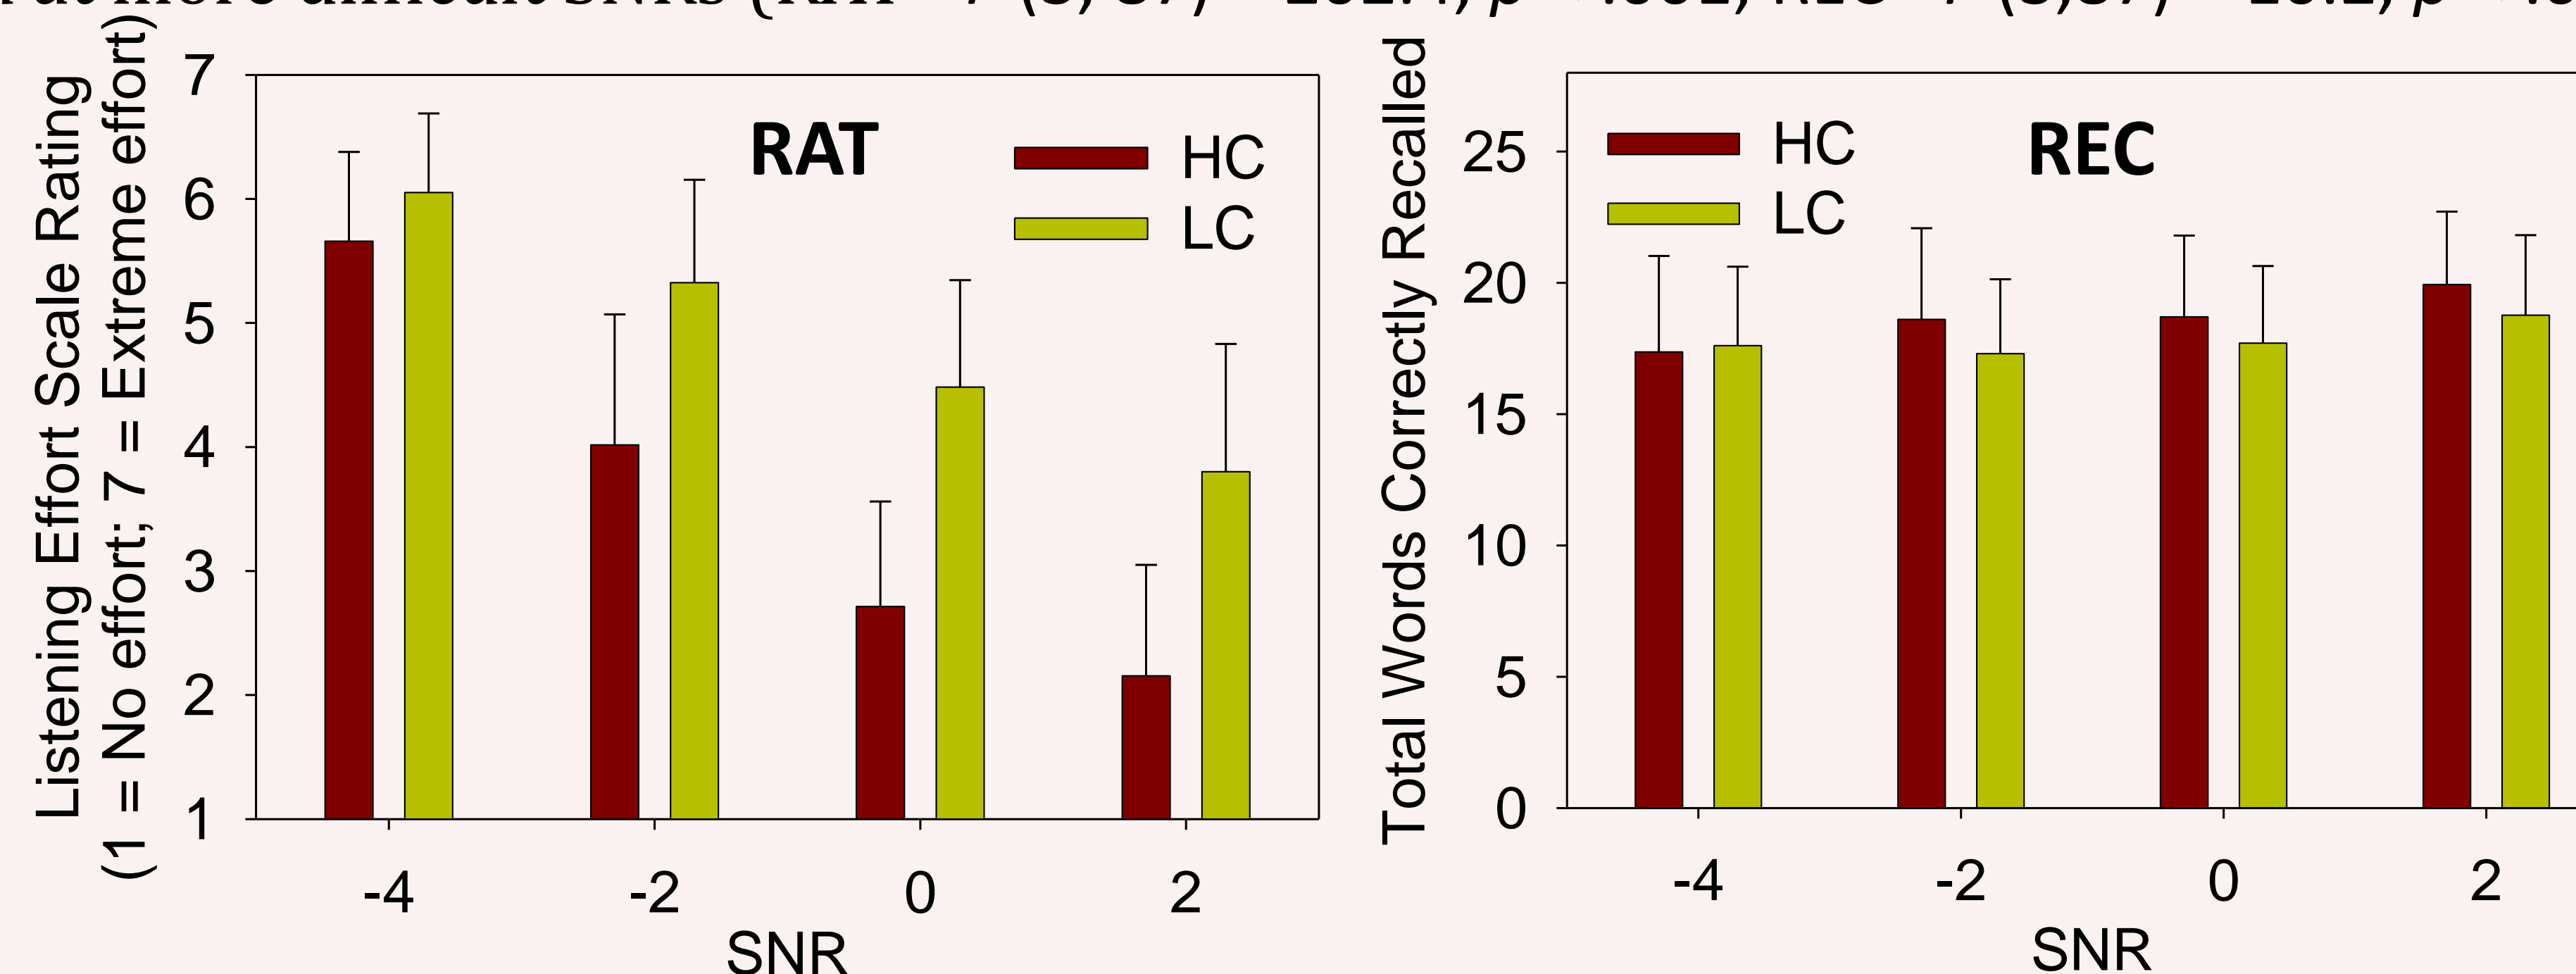 Listening Effort Scale Rating
(1 = No effort; 7 = Extreme effort)
7
6
5
4
3
2
1
RAT
HC
LC
-4
-2
0
2
SNR
Total Words Correctly Recalled
25
20
15
10
5
0
HC
LC
REC
-4
-2
0
2
SNR